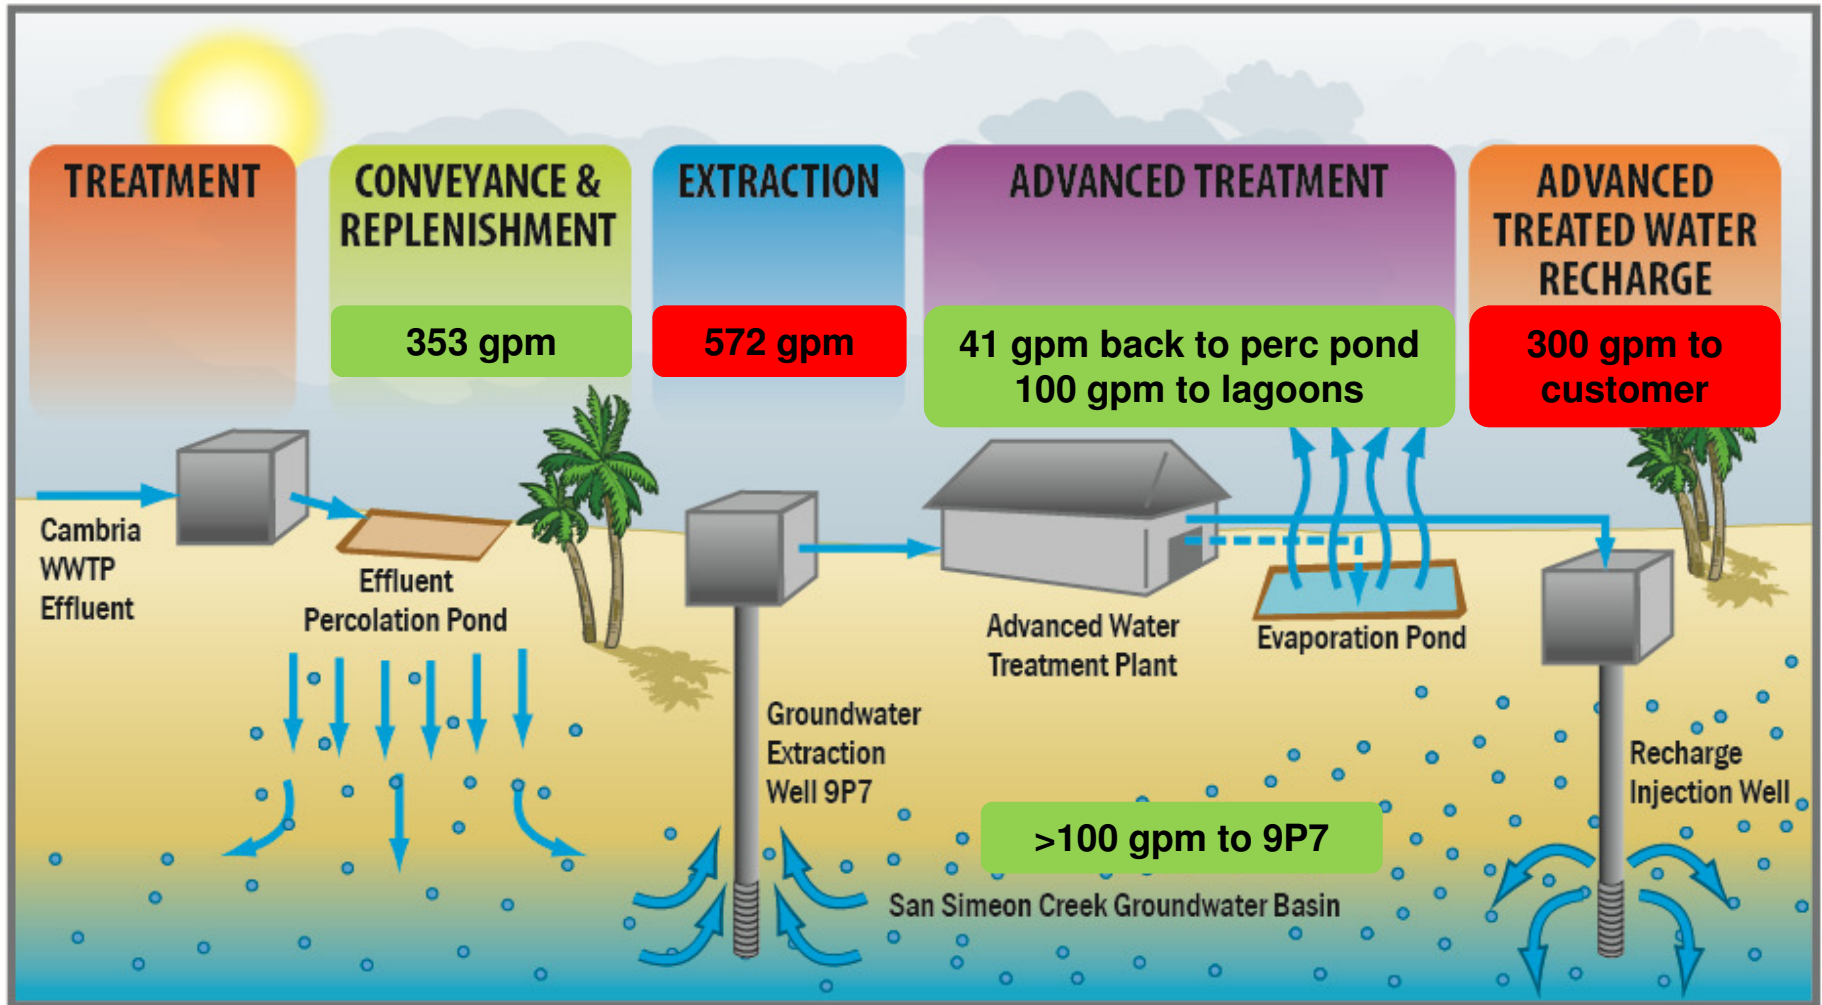 TREATMENT
CONVEYANCE &
REPLENISHMENT
353 gpm
EXTRACTION
572 gpm
ADVANCED TREATMENT
41 gpm back to perc pond
100 gpm to lagoons
ADVANCED
TREATED WATER
RECHARGE
300 gpm to
customer
Cambria
WWTP
Effluent
Effluent
Percolation Pond
Groundwater
Extraction
Well 9P7
Advanced Water
Treatment Plant
Evaporation Pond
Recharge
Injection Well
>100 gpm to 9P7
San Simeon Creek Groundwater Basin